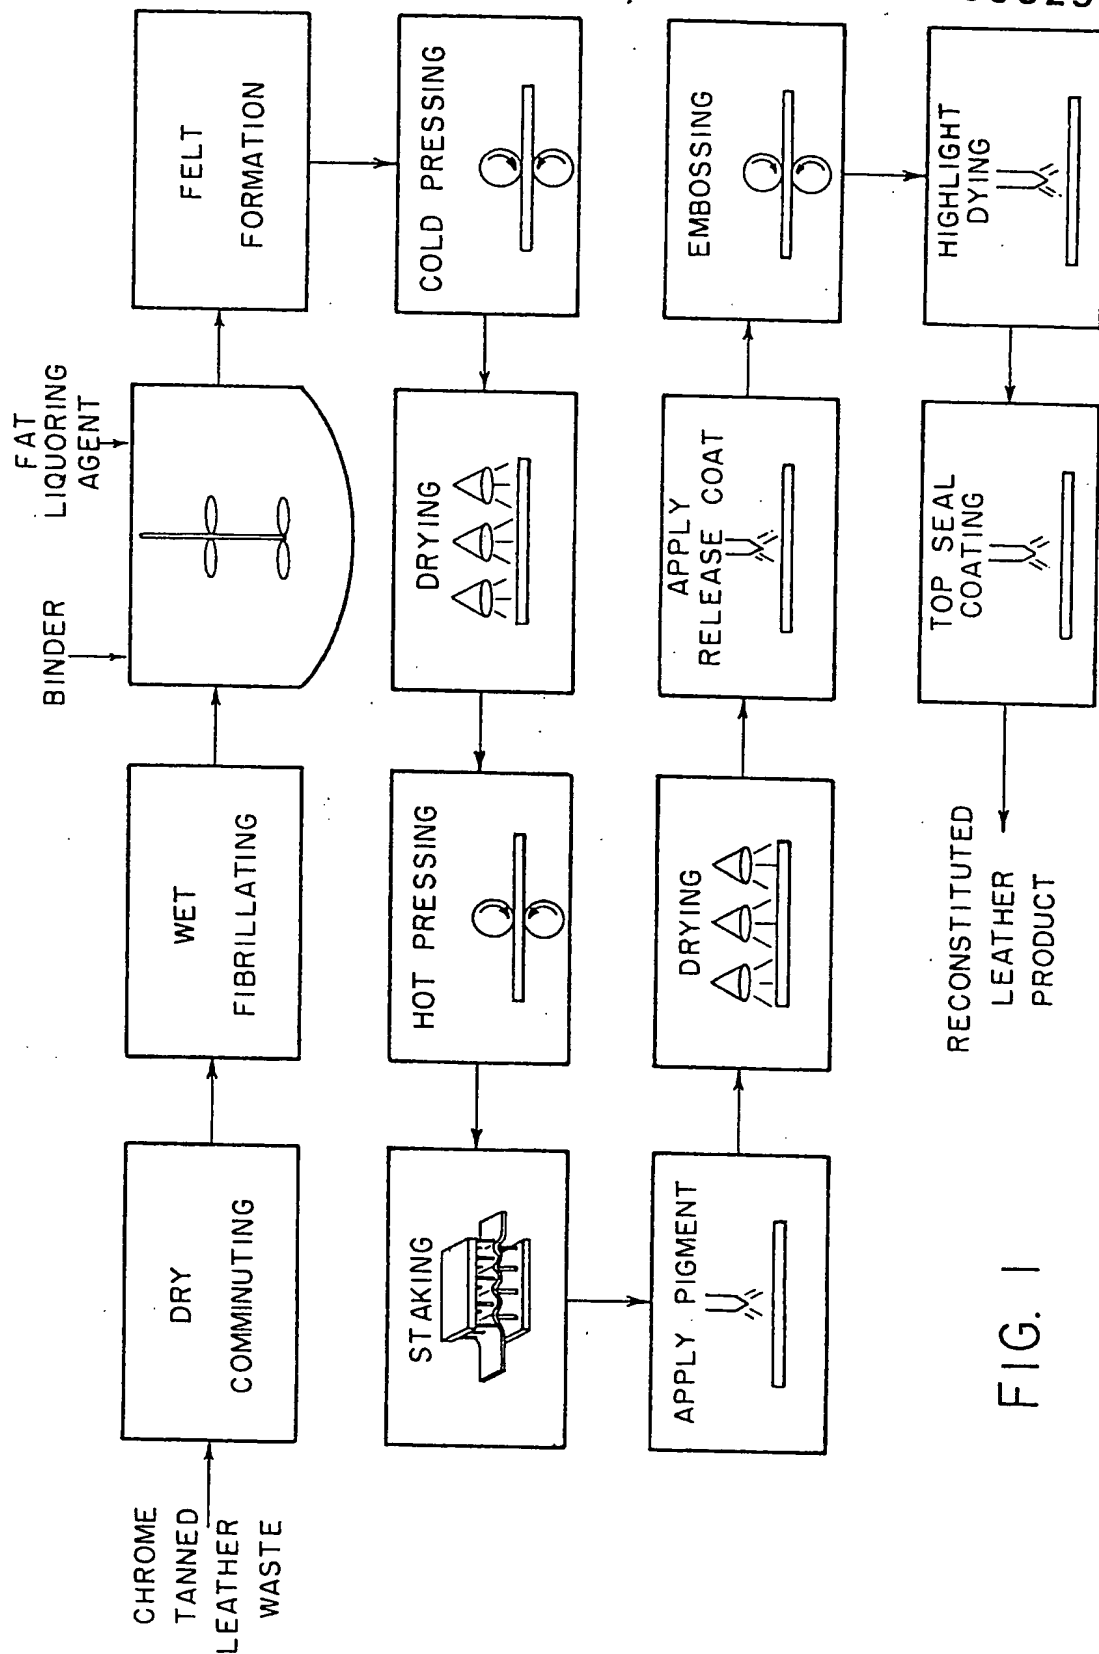 CHROME
TANNED
LEATHER
WASTE
DRY
COMMINUTING
WET
FIBRILLATING
BINDER
FAT
LIQUORING
AGENT
FELT
FORMATION
COLD PRESSING
DRYING
HOT PRESSING
STAKING
APPLY PIGMENT
DRYING
APPLY
RELEASE COAT
EMBOSSING
HIGHLIGHT
DYING
TOP SEAL
COATING
RECONSTITUTED
LEATHER
PRODUCT
FIG. 1